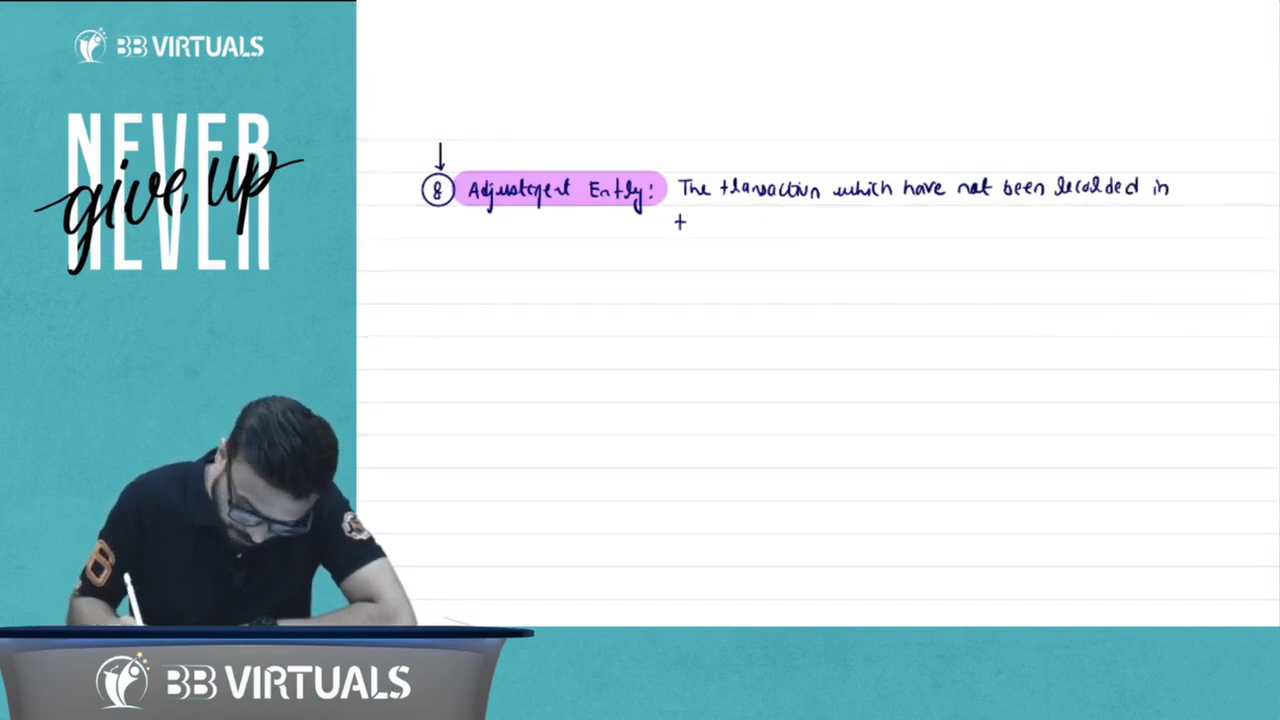 BB VIRTUALS
NEVER
give up
NEVER
8 Adjustment Entry: The transaction which have not been recorded in
t
BB VIRTUALS